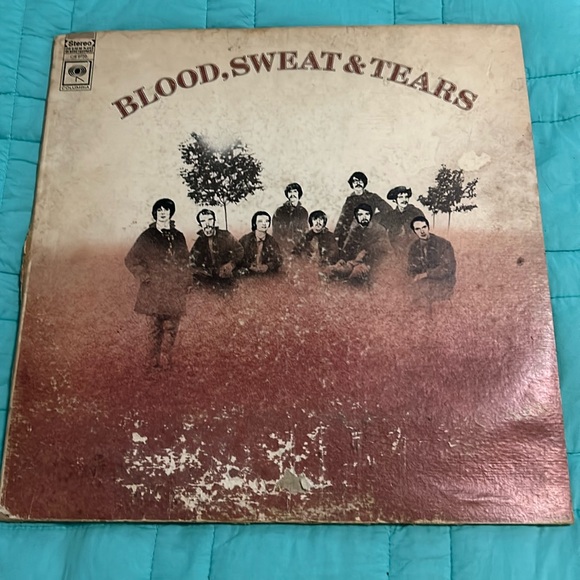 Stereo
COLUMBIA
BLOOD, SWEAT & TEARS